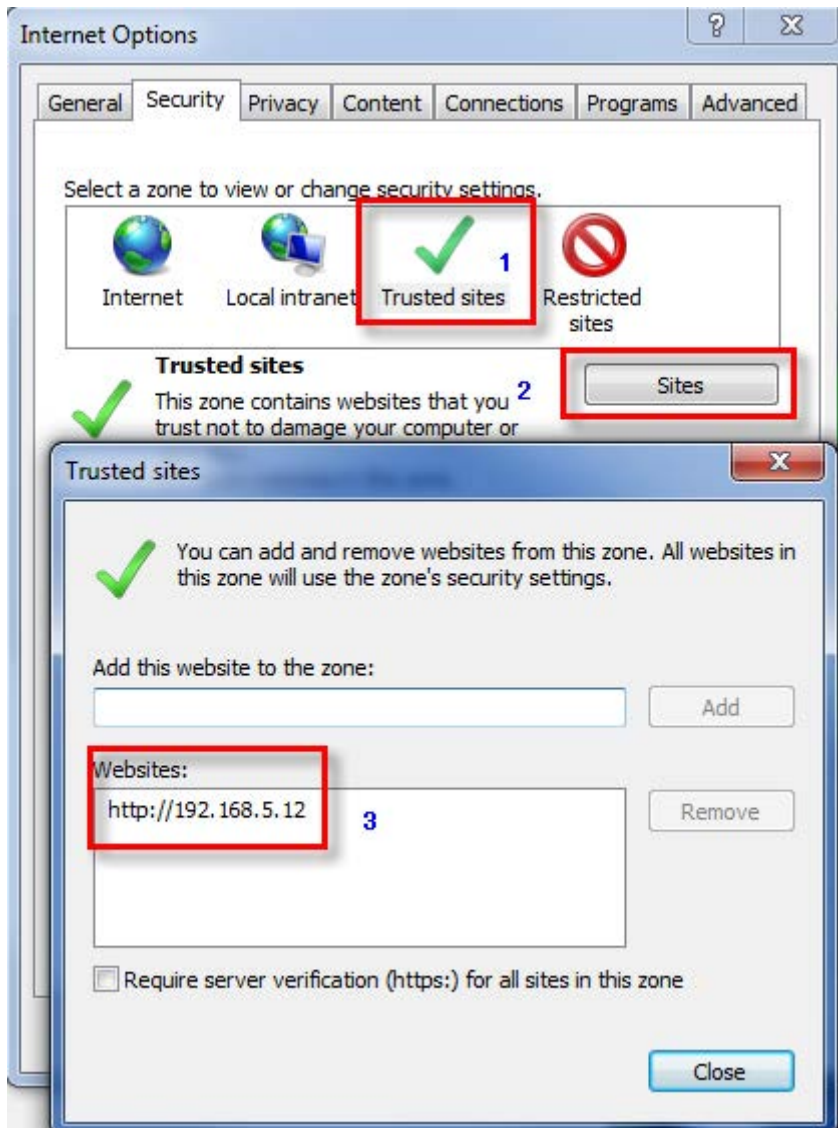 Internet Options
General Security Privacy Content Connections Programs Advanced
Select a zone to view or change security settings.
1
Internet Local intranet Trusted sites Restricted
sites
Trusted sites
Sites
2
This zone contains websites that you
trust not to damage your computer or
Trusted sites
You can add and remove websites from this zone. All websites in
this zone will use the zone's security settings.
Add this website to the zone:
Add
Websites:
http://192.168.5.12
3
Remove
Require server verification (https:) for all sites in this zone
Close